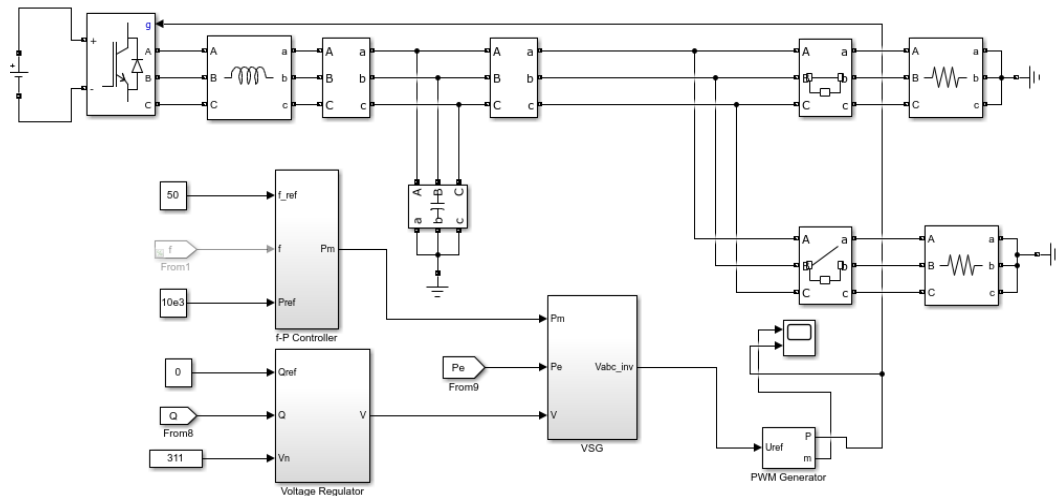 g
+
-
A
B
C
A
B
C
a
b
c
A
B
C
a
b
c
A
B
C
a
b
c
A
B
C
a
b
c
A
B
C
a
b
c
+
A
B
C
a
b
c
A
B
C
a
b
c
A
B
C
a
b
c
50
f_ref
f
From1
f
Pm
10e3
Pref
f-P Controller
0
Qref
Q
From8
Q
V
311
Vn
Voltage Regulator
Pe
From9
Pm
Pe
V
Vabc_inv
VSG
Uref
P
m
PWM Generator